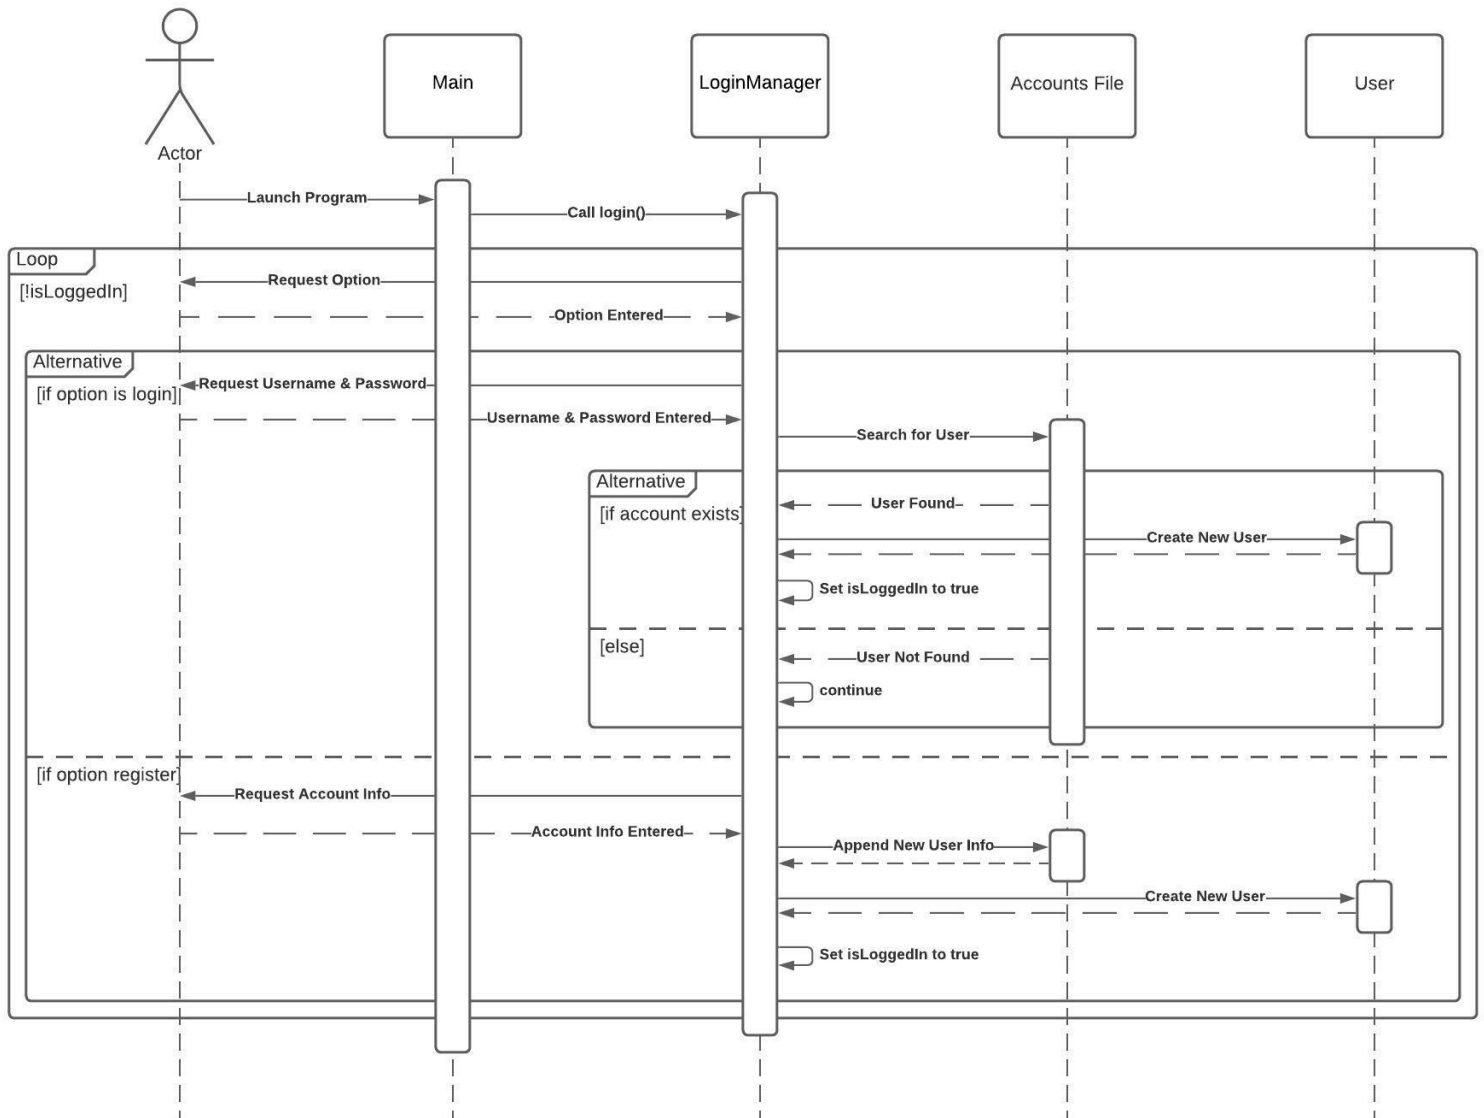 Actor
Main
LoginManager
Accounts File
User
Launch Program
Call login()
Loop
[!isLoggedIn]
Request Option
Option Entered
Alternative
[if option is login]
Request Username & Password
Username & Password Entered
Search for User
Alternative
[if account exists]
User Found
Create New User
Set isLoggedIn to true
[else]
User Not Found
continue
[if option register]
Request Account Info
Account Info Entered
Append New User Info
Create New User
Set isLoggedIn to true